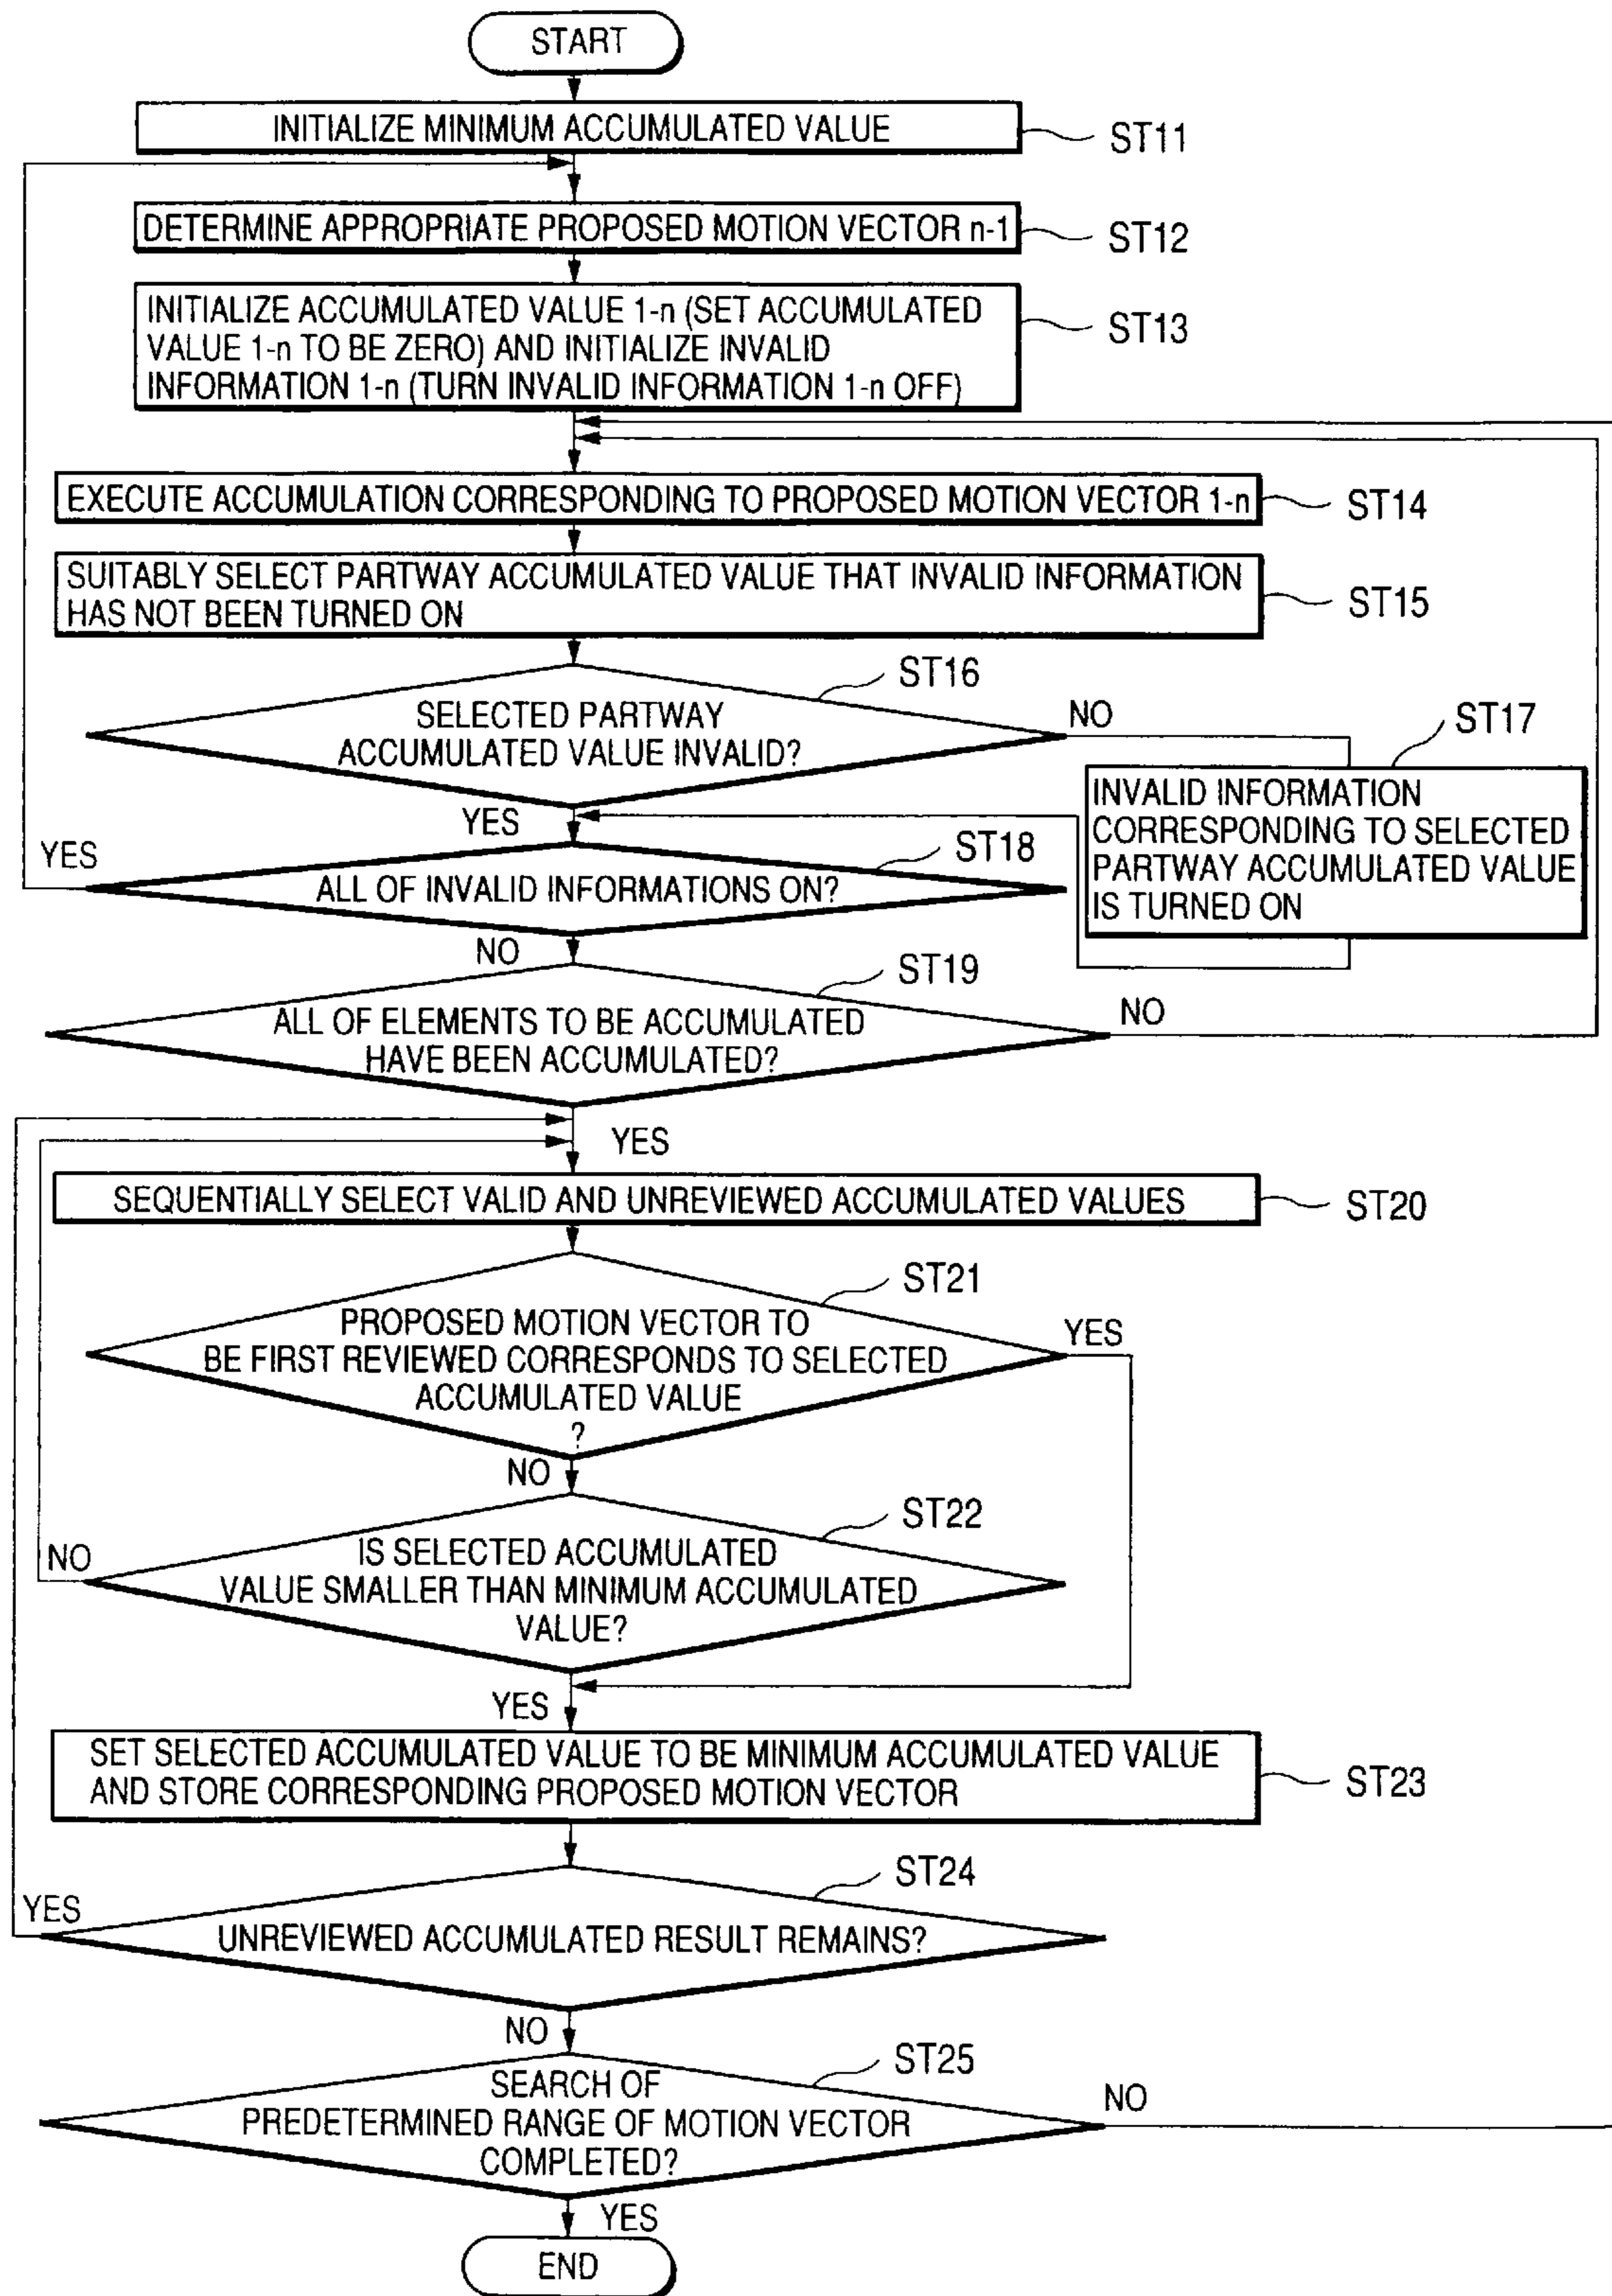 START
INITIALIZE MINIMUM ACCUMULATED VALUE
ST11
DETERMINE APPROPRIATE PROPOSED MOTION VECTOR n-1
ST12
INITIALIZE ACCUMULATED VALUE 1-n (SET ACCUMULATED
VALUE 1-n TO BE ZERO) AND INITIALIZE INVALID
INFORMATION 1-n (TURN INVALID INFORMATION 1-n OFF)
ST13
EXECUTE ACCUMULATION CORRESPONDING TO PROPOSED MOTION VECTOR 1-n
ST14
SUITABLY SELECT PARTWAY ACCUMULATED VALUE THAT INVALID INFORMATION
HAS NOT BEEN TURNED ON
ST15
ST16
SELECTED PARTWAY
ACCUMULATED VALUE INVALID?
NO
ST17
INVALID INFORMATION
CORRESPONDING TO SELECTED
PARTWAY ACCUMULATED VALUE
IS TURNED ON
YES
YES
ST18
ALL OF INVALID INFORMATIONS ON?
NO
ST19
ALL OF ELEMENTS TO BE ACCUMULATED
HAVE BEEN ACCUMULATED?
NO
YES
SEQUENTIALLY SELECT VALID AND UNREVIEWED ACCUMULATED VALUES
ST20
ST21
PROPOSED MOTION VECTOR TO
BE FIRST REVIEWED CORRESPONDS TO SELECTED
ACCUMULATED VALUE
?
YES
NO
ST22
IS SELECTED ACCUMULATED
VALUE SMALLER THAN MINIMUM ACCUMULATED
VALUE?
NO
YES
SET SELECTED ACCUMULATED VALUE TO BE MINIMUM ACCUMULATED VALUE
AND STORE CORRESPONDING PROPOSED MOTION VECTOR
ST23
ST24
YES
UNREVIEWED ACCUMULATED RESULT REMAINS?
NO
ST25
SEARCH OF
PREDETERMINED RANGE OF MOTION VECTOR
COMPLETED?
NO
YES
END